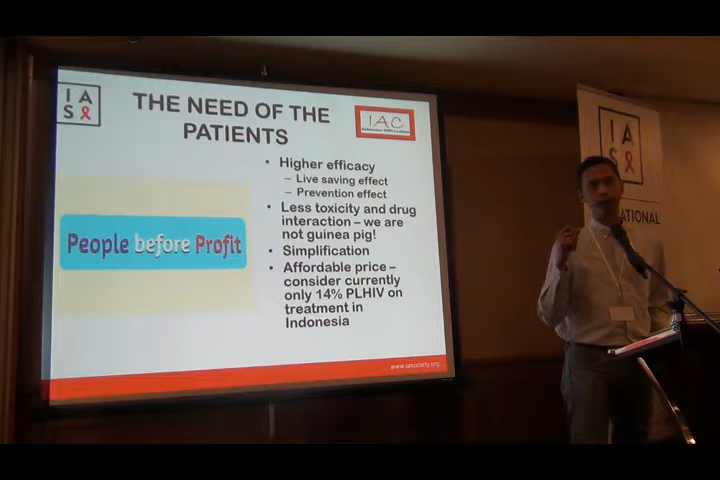 I A
S
THE NEED OF THE
PATIENTS
IAC
People before Profit
• Higher efficacy
– Live saving effect
– Prevention effect
• Less toxicity and drug
interaction – we are
not guinea pig!
• Simplification
• Affordable price –
consider currently
only 14% PLHIV on
treatment in
Indonesia
www.iasociety.org
I A
S
ATIONAL